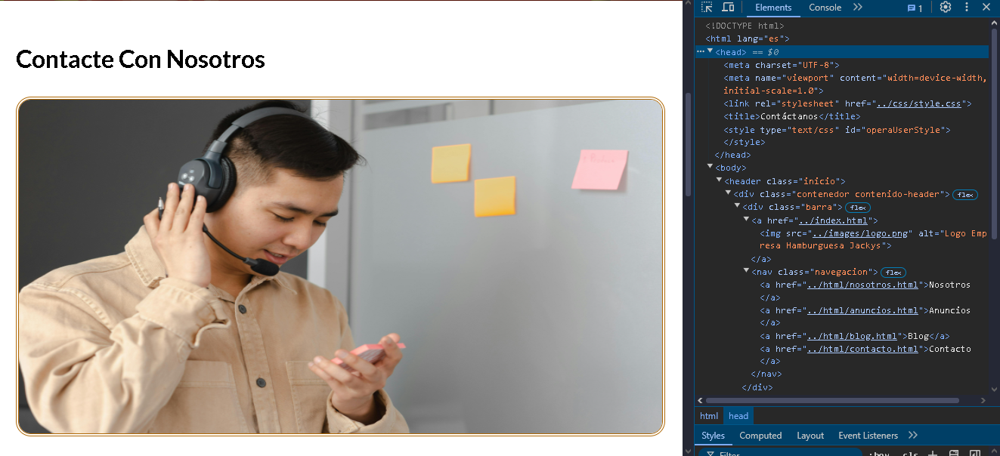 Contacte Con Nosotros
Elements Console 1
<!DOCTYPE html>
<html lang="es">
<head> == $0
<meta charset="UTF-8">
<meta name="viewport" content="width=device-width,
initial-scale=1.0">
<link rel="stylesheet" href="../css/style.css">
<title>Contáctanos</title>
<style type="text/css" id="operaUserStyle">
</style>
</head>
<body>
<header class="inicio">
<div class="contenedor contenido-header"> flex
<div class="barra"> flex
<a href="../index.html">
<img src="../images/logo.png" alt="Logo Emp
resa Hamburguesa Jackys">
</a>
<nav class="navegacion"> flex
<a href="../html/nosotros.html">Nosotros
</a>
<a href="../html/anuncios.html">Anuncios
</a>
<a href="../html/blog.html">Blog</a>
<a href="../html/contacto.html">Contacto
</a>
</nav>
</div>
html head
Styles Computed Layout Event Listeners
Filter :hov .cls